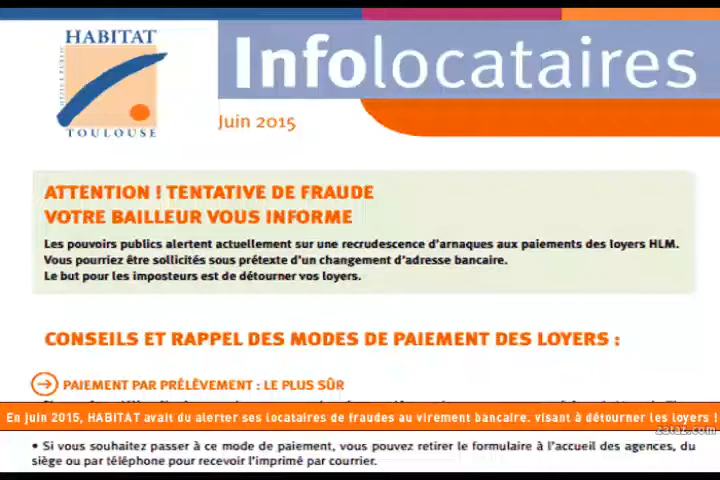 HABITAT
OFFICE PUBLIC
TOULOUSE
Infolocataires
Juin 2015
ATTENTION ! TENTATIVE DE FRAUDE
VOTRE BAILLEUR VOUS INFORME
Les pouvoirs publics alertent actuellement sur une recrudescence d'arnaques aux paiements des loyers HLM.
Vous pourriez être sollicités sous prétexte d'un changement d'adresse bancaire.
Le but pour les imposteurs est de détourner vos loyers.
CONSEILS ET RAPPEL DES MODES DE PAIEMENT DES LOYERS :
PAIEMENT PAR PRÉLÈVEMENT : LE PLUS SÛR
En juin 2015, HABITAT avait du alerter ses locataires de fraudes au virement bancaire. visant à détourner les loyers !
zataz.com
• Si vous souhaitez passer à ce mode de paiement, vous pouvez retirer le formulaire à l'accueil des agences, du
siège ou par téléphone pour recevoir l'imprimé par courrier.